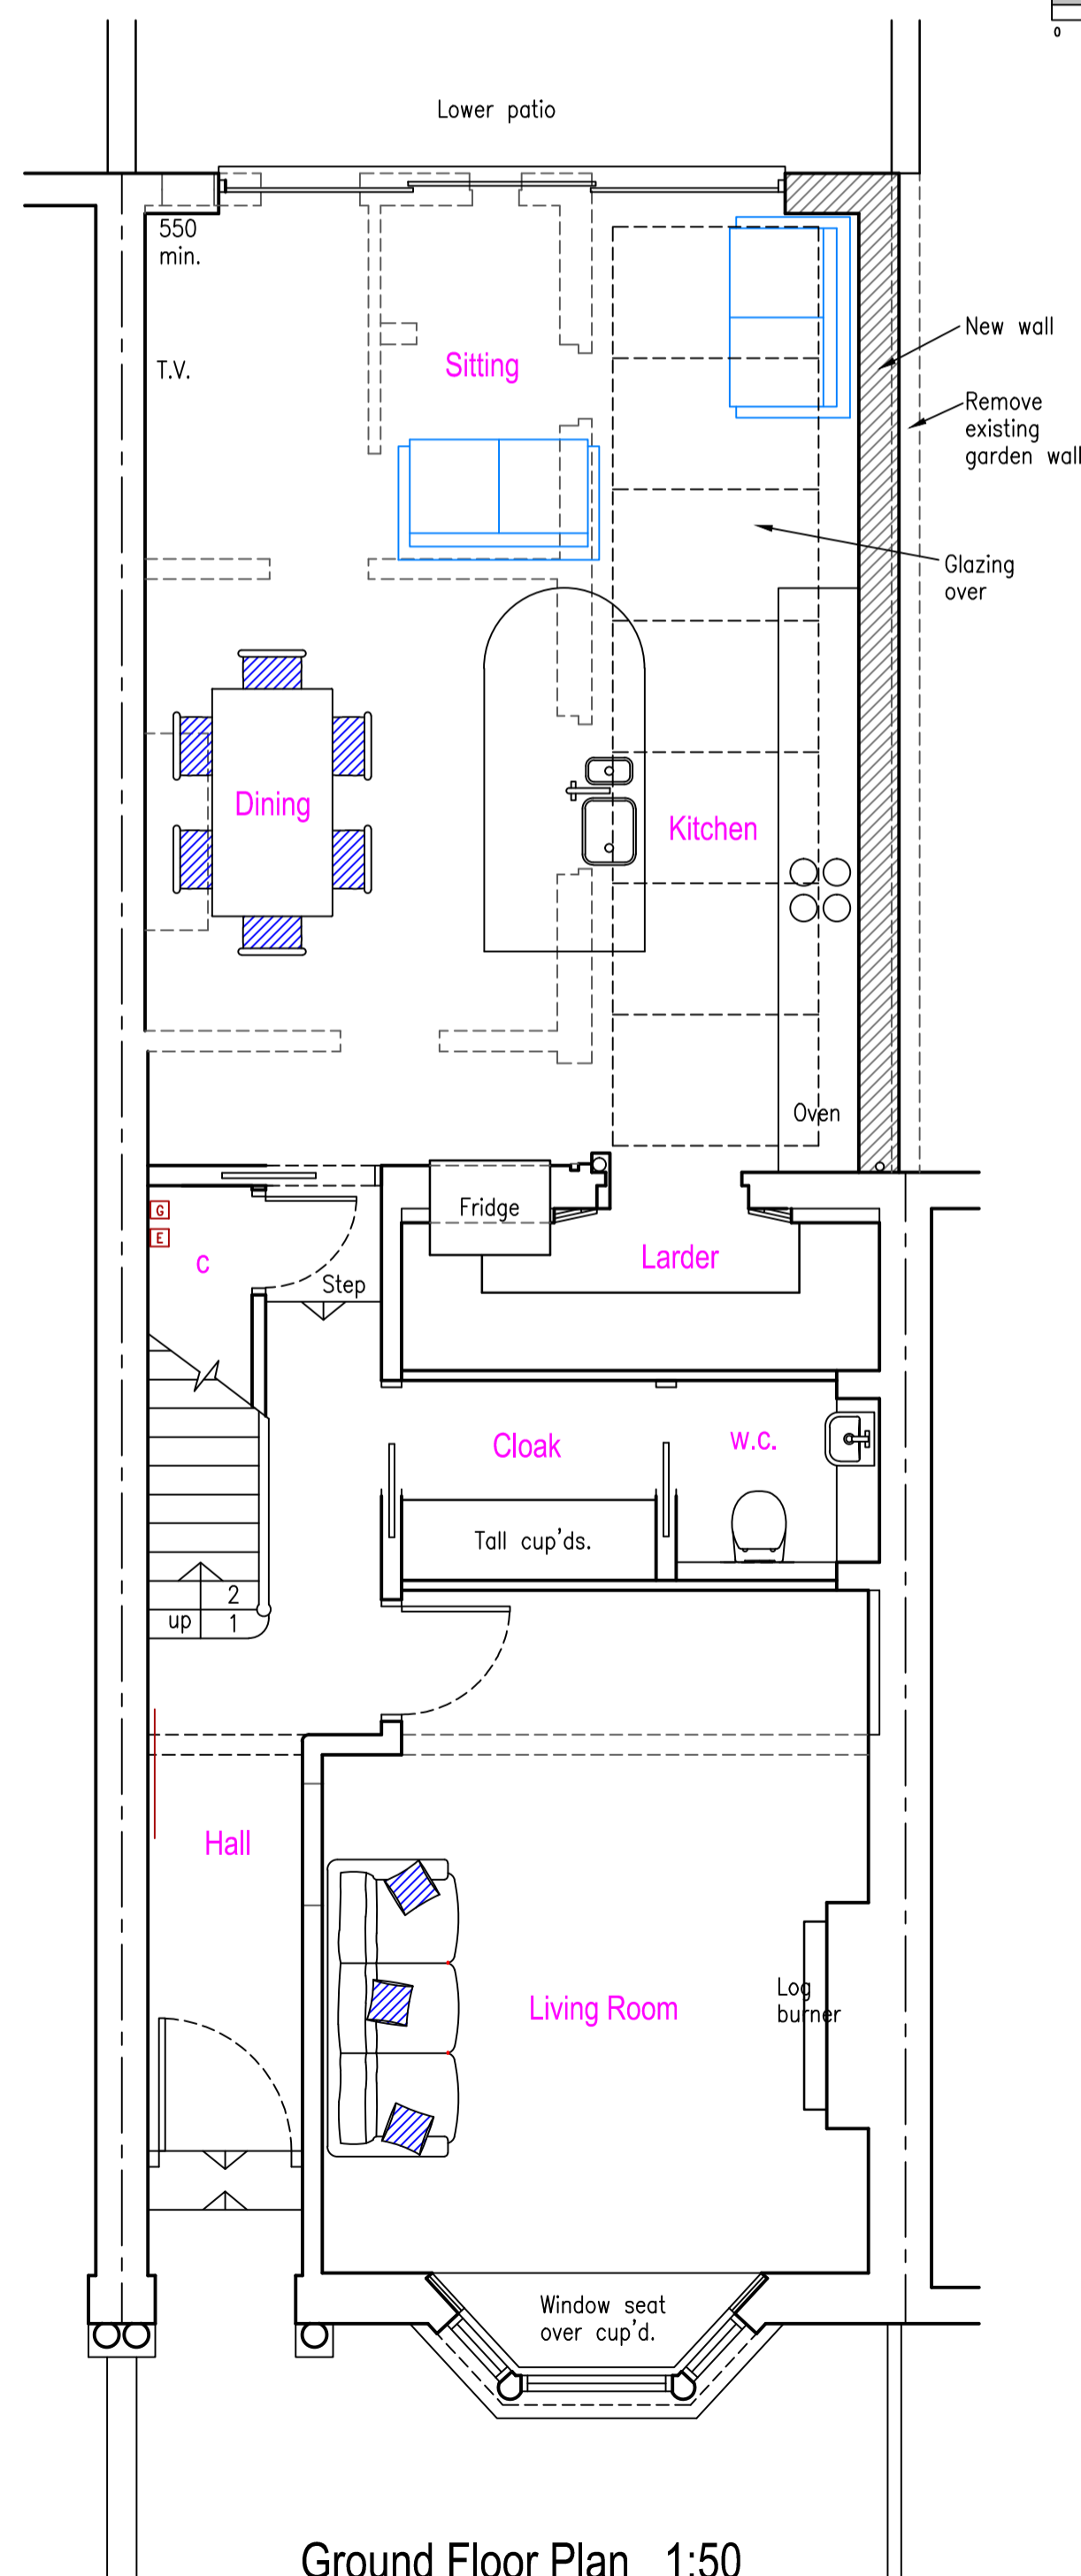 0
Lower patio
550
min.
T.V.
Sitting
New wall
Remove
existing
garden wall
Glazing
over
Dining
Kitchen
Oven
Fridge
G
E
c
Step
Larder
Cloak
w.c.
Tall cup'ds.
2
up 1
Hall
Living Room
Log
burner
Window seat
over cup'd.
Ground Floor Plan 1:50